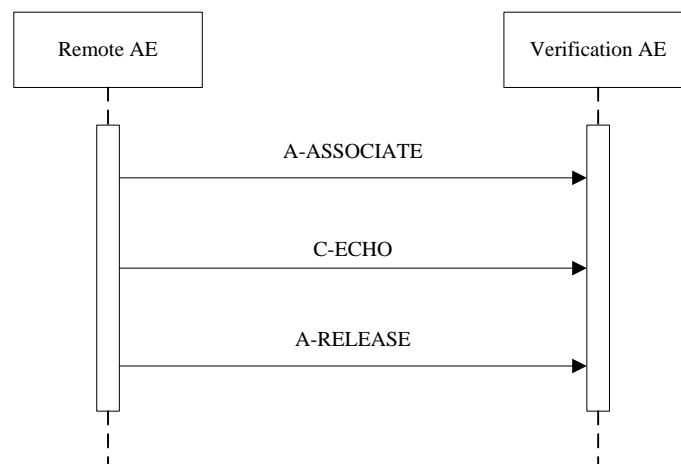 Remote AE
Verification AE
A-ASSOCIATE
C-ECHO
A-RELEASE